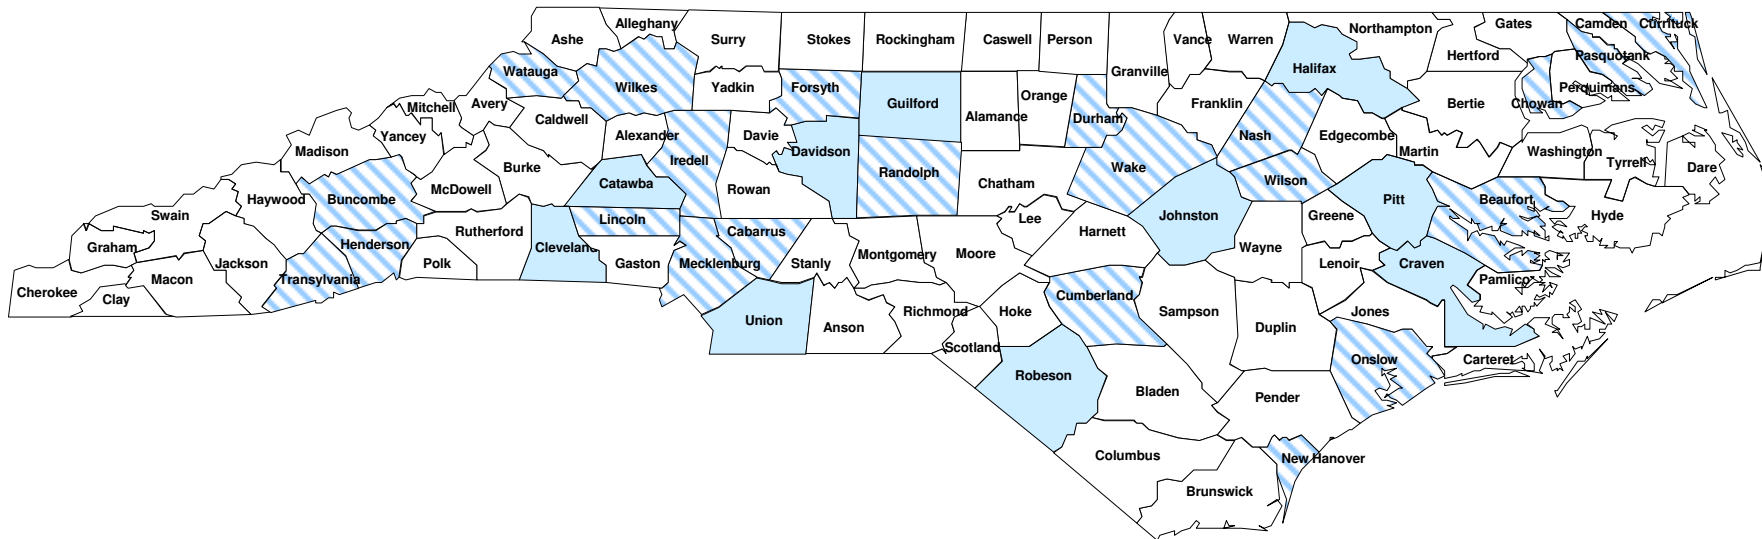 Alleghany
Ashe
Surry
Stokes
Rockingham
Caswell
Person
Vance
Warren
Northampton
Gates
Camden
Currituck
Watauga
Wilkes
Yadkin
Forsyth
Guilford
Granville
Halifax
Hertford
Pasquotank
Mitchell
Avery
Caldwell
Alexander
Davie
Alamance
Orange
Durham
Franklin
Nash
Edgecombe
Bertie
Chowan
Perquimans
Madison
Yancey
Burke
Iredell
Davidson
Randolph
Chatham
Wake
Wilson
Martin
Washington
Tyrrell
Dare
Haywood
Buncombe
McDowell
Catawba
Rowan
Johnston
Pitt
Beaufort
Hyde
Swain
Graham
Jackson
Henderson
Rutherford
Cleveland
Lincoln
Cabarrus
Lee
Harnett
Greene
Wayne
Cherokee
Clay
Macon
Transylvania
Polk
Gaston
Mecklenburg
Stanly
Montgomery
Moore
Lenoir
Craven
Pamlico
Union
Anson
Richmond
Hoke
Cumberland
Sampson
Duplin
Jones
Scotland
Robeson
Bladen
Pender
Onslow
Carteret
Columbus
Brunswick
New Hanover